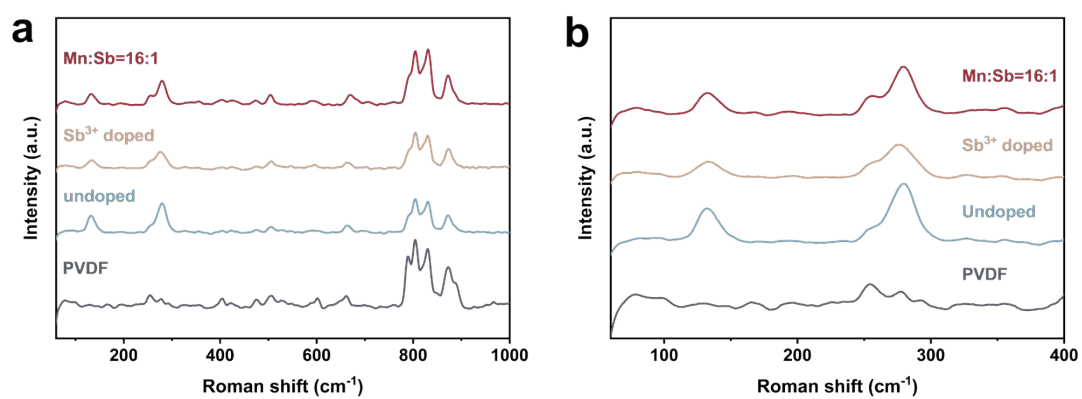 a
Mn:Sb=16:1
Sb³⁺ doped
undoped
PVDF
Intensity (a.u.)
200 400 600 800 1000
Roman shift (cm⁻¹)
b
Mn:Sb=16:1
Sb³⁺ doped
Undoped
PVDF
Intensity (a.u.)
100 200 300 400
Roman shift (cm⁻¹)